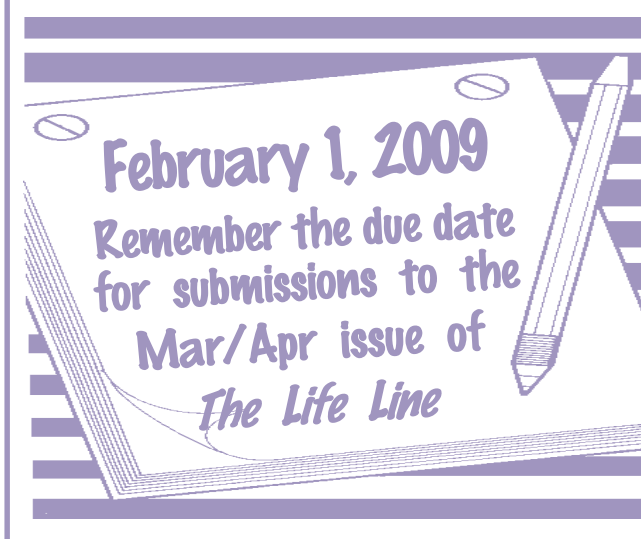 February 1, 2009
Remember the due date
for submissions to the
Mar/Apr issue of
The Life Line